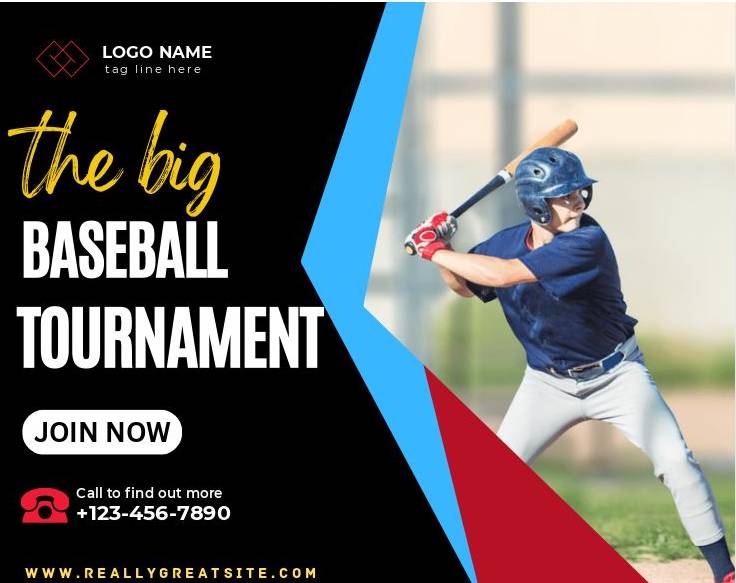 LOGO NAME
tag line here
the big
BASEBALL
TOURNAMENT
JOIN NOW
Call to find out more
+123-456-7890
WWW.REALLYGREATSITE.COM